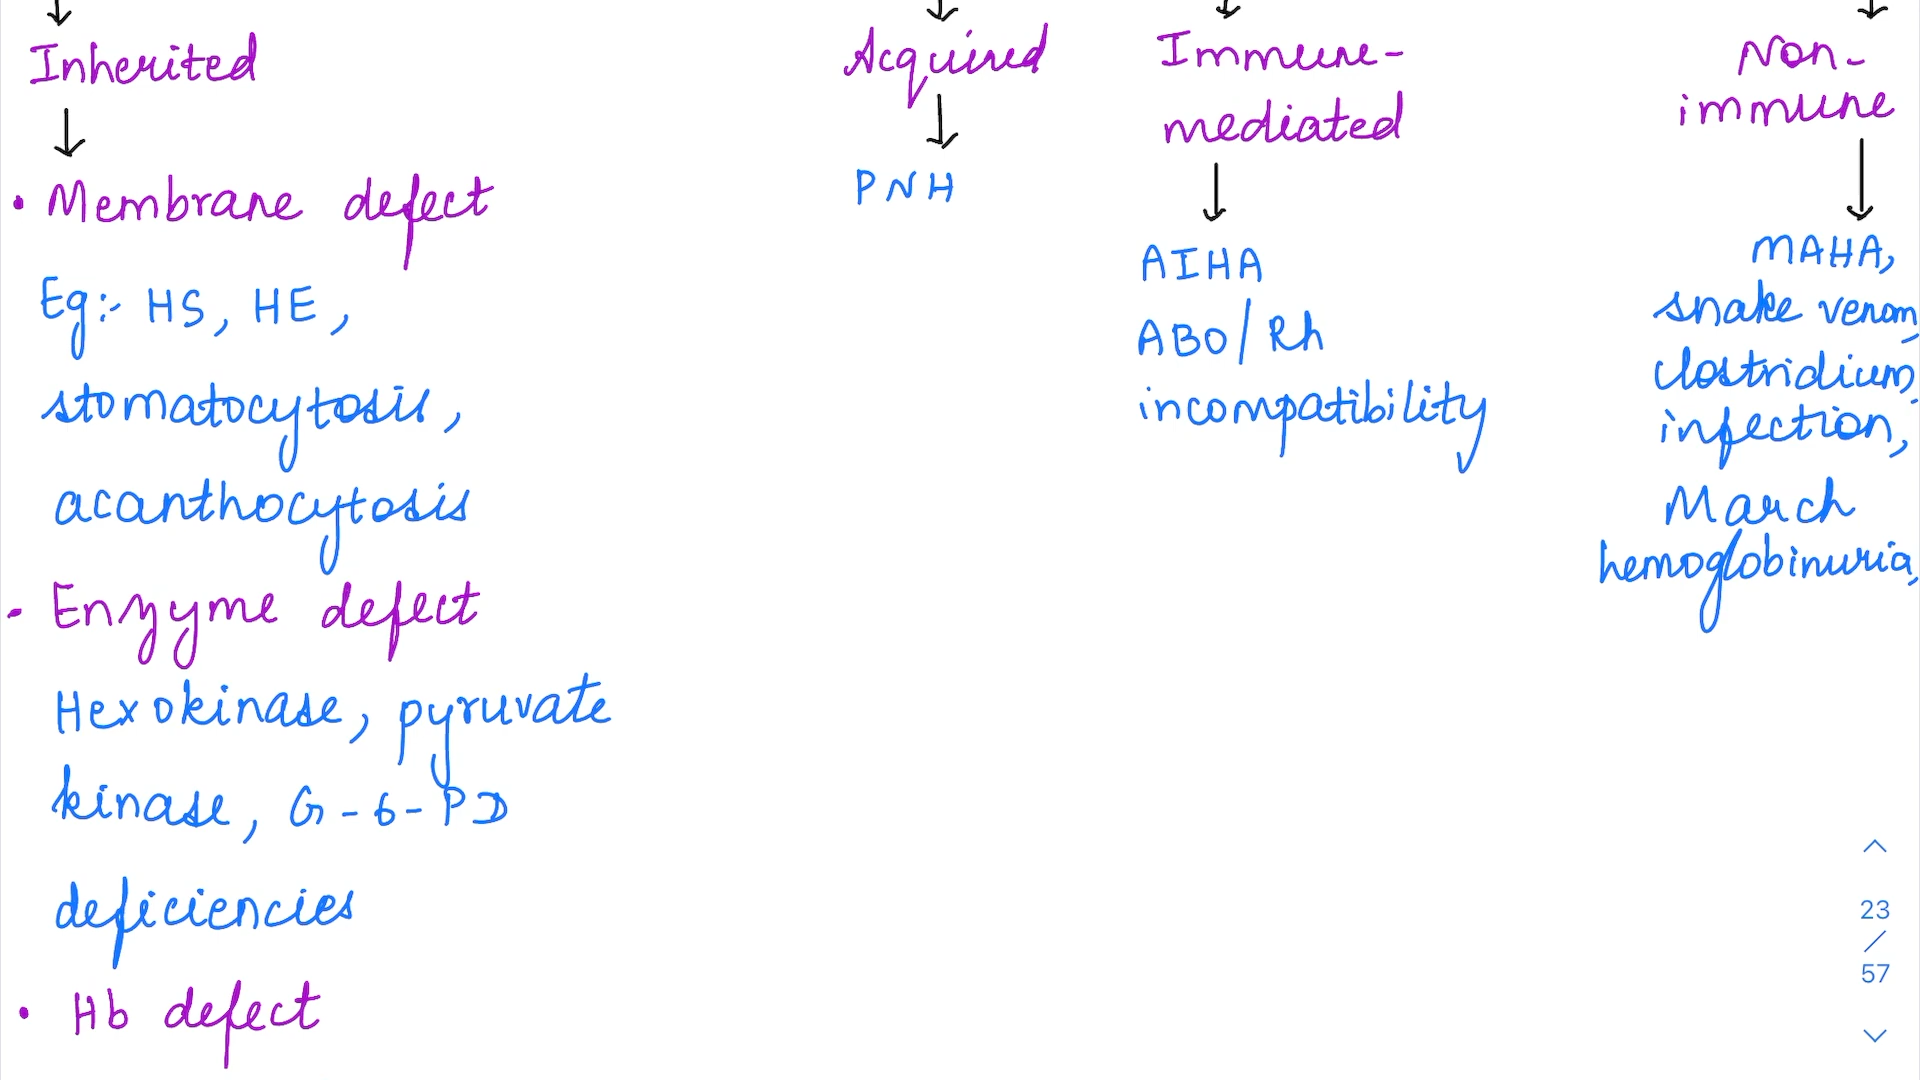 Inherited
• Membrane defect
Eg:- HS, HE,
stomatocytosis,
acanthocytosis
- Enzyme defect
Hexokinase, pyruvate
kinase, G-6-PD
deficiencies
• Hb defect
Acquired
PNH
Immune-
mediated
AIHA
ABO/Rh
incompatibility
Non-
immune
MAHA,
snake venom,
clostridium,
infection,
March
hemoglobinuria,
23
/
57